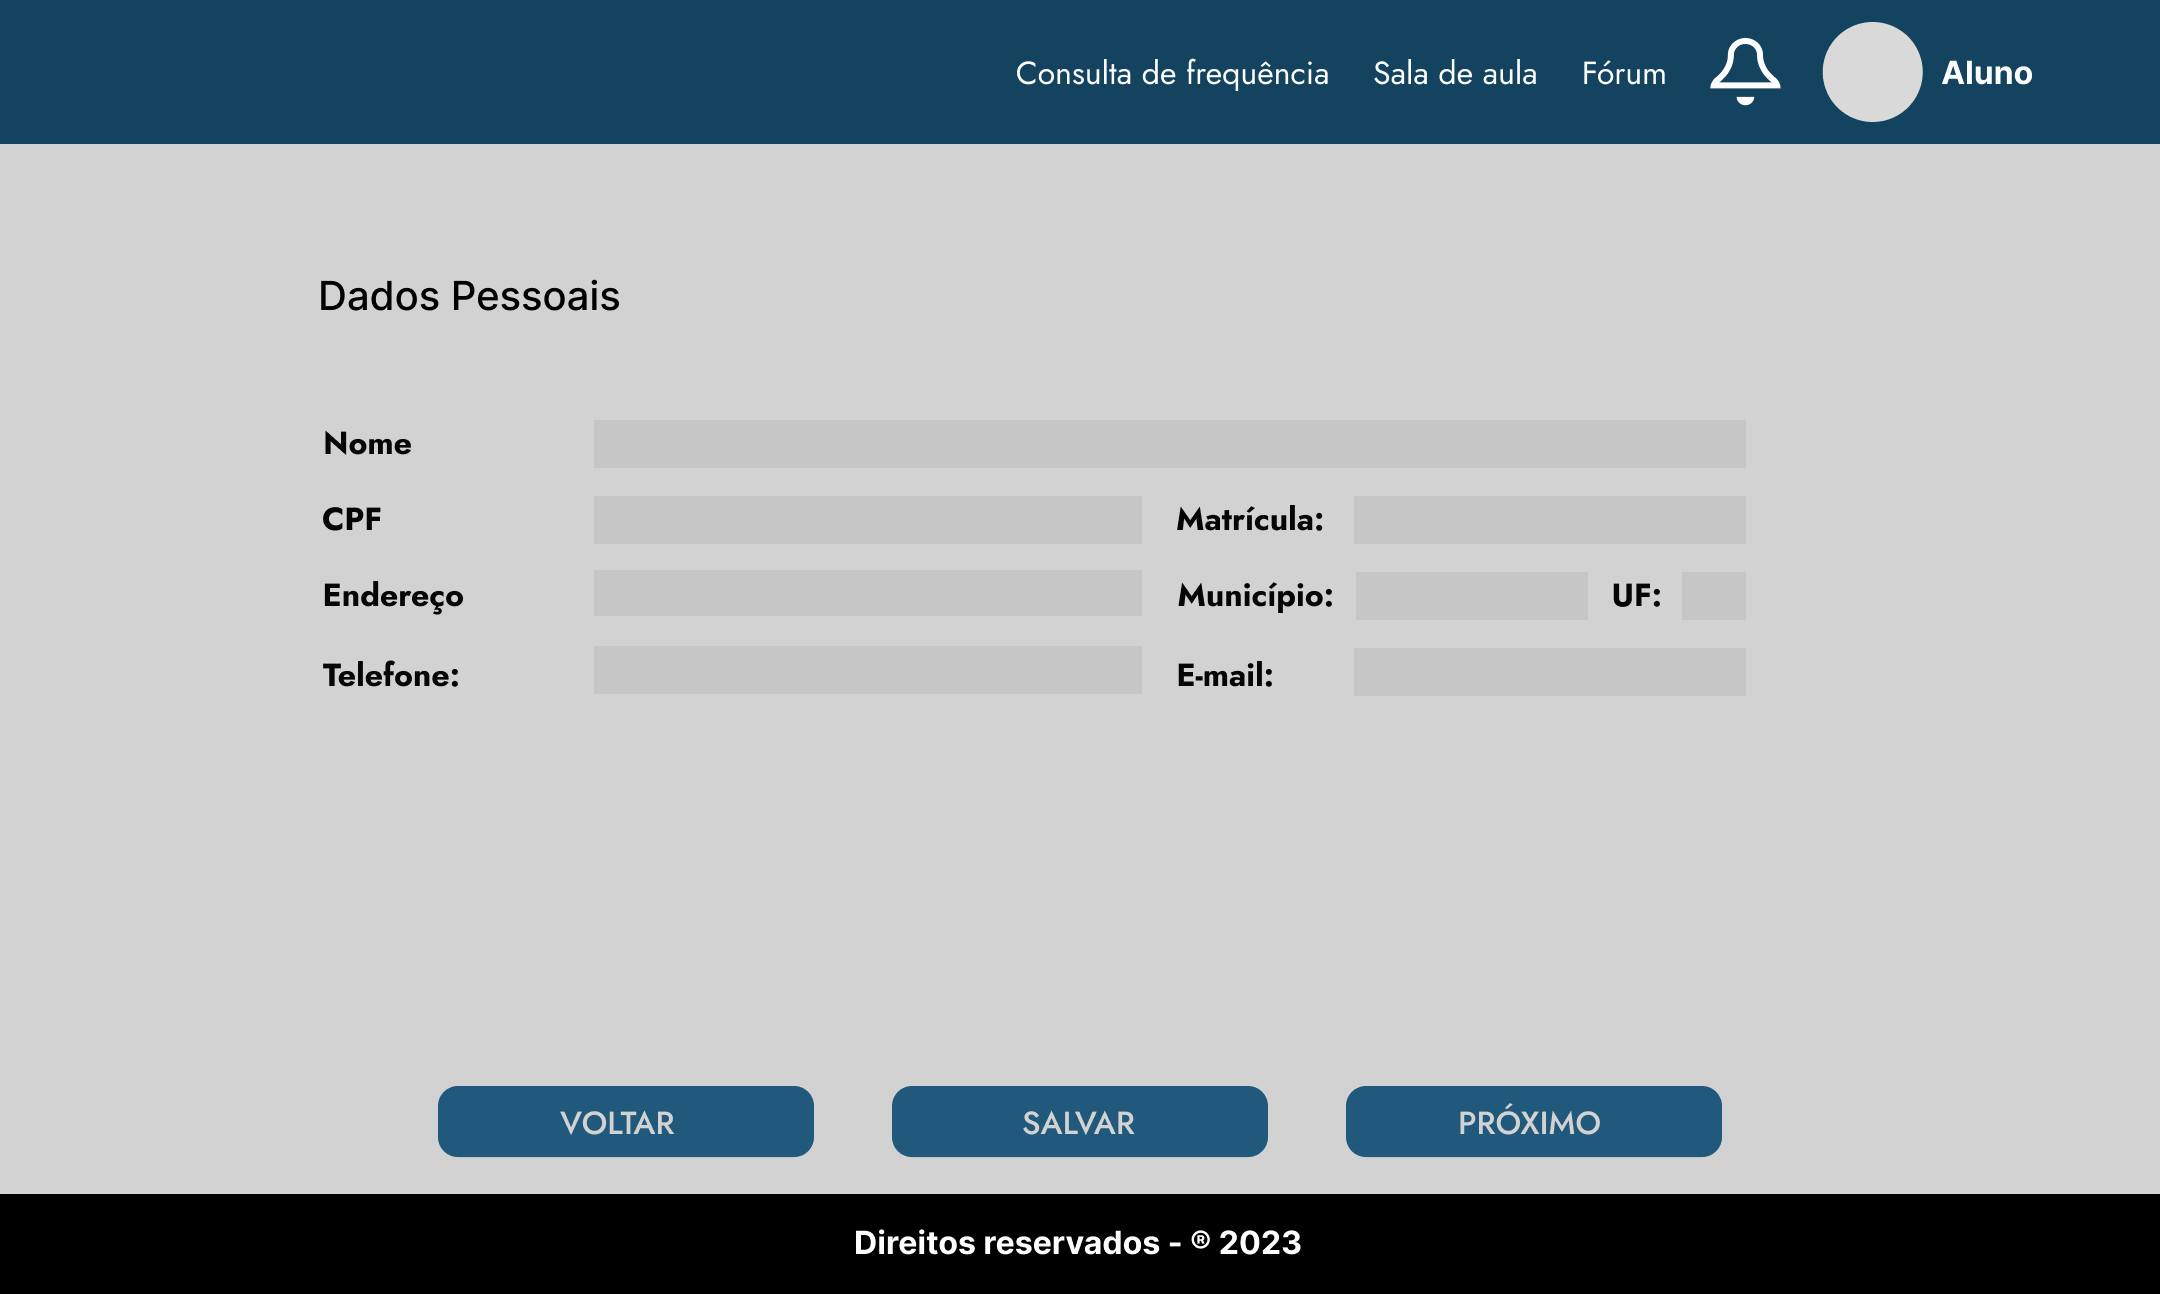 Consulta de frequência Sala de aula Fórum Aluno
Dados Pessoais
Nome
CPF Matrícula:
Endereço Município: UF:
Telefone: E-mail:
VOLTAR SALVAR PRÓXIMO
Direitos reservados - ® 2023